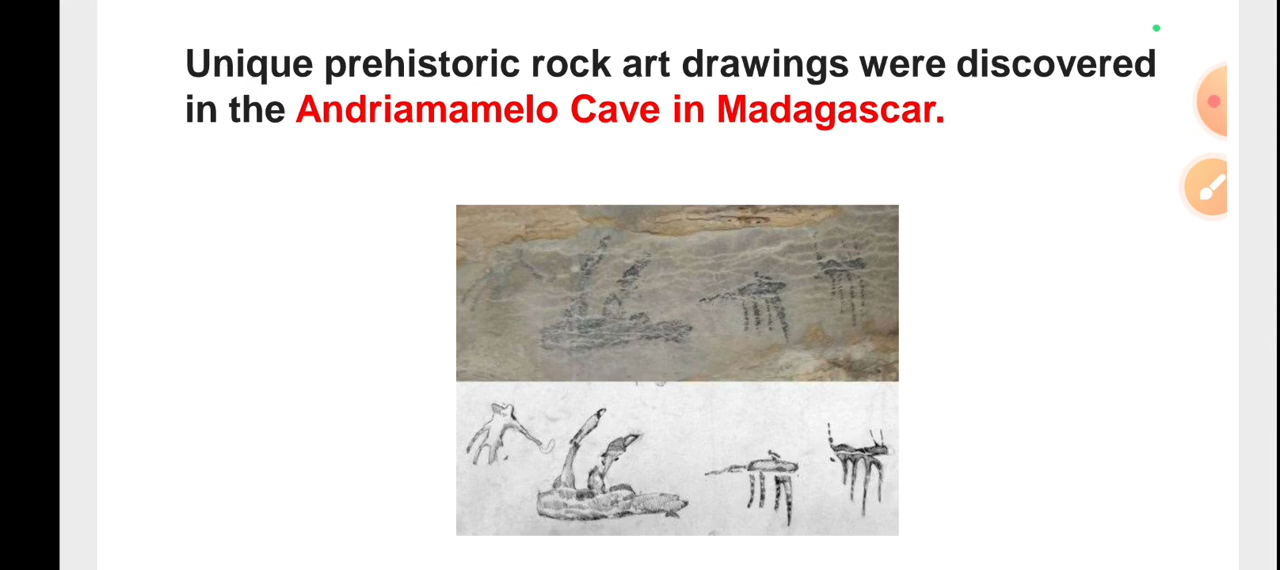 Unique prehistoric rock art drawings were discovered
in the Andriamamelo Cave in Madagascar.